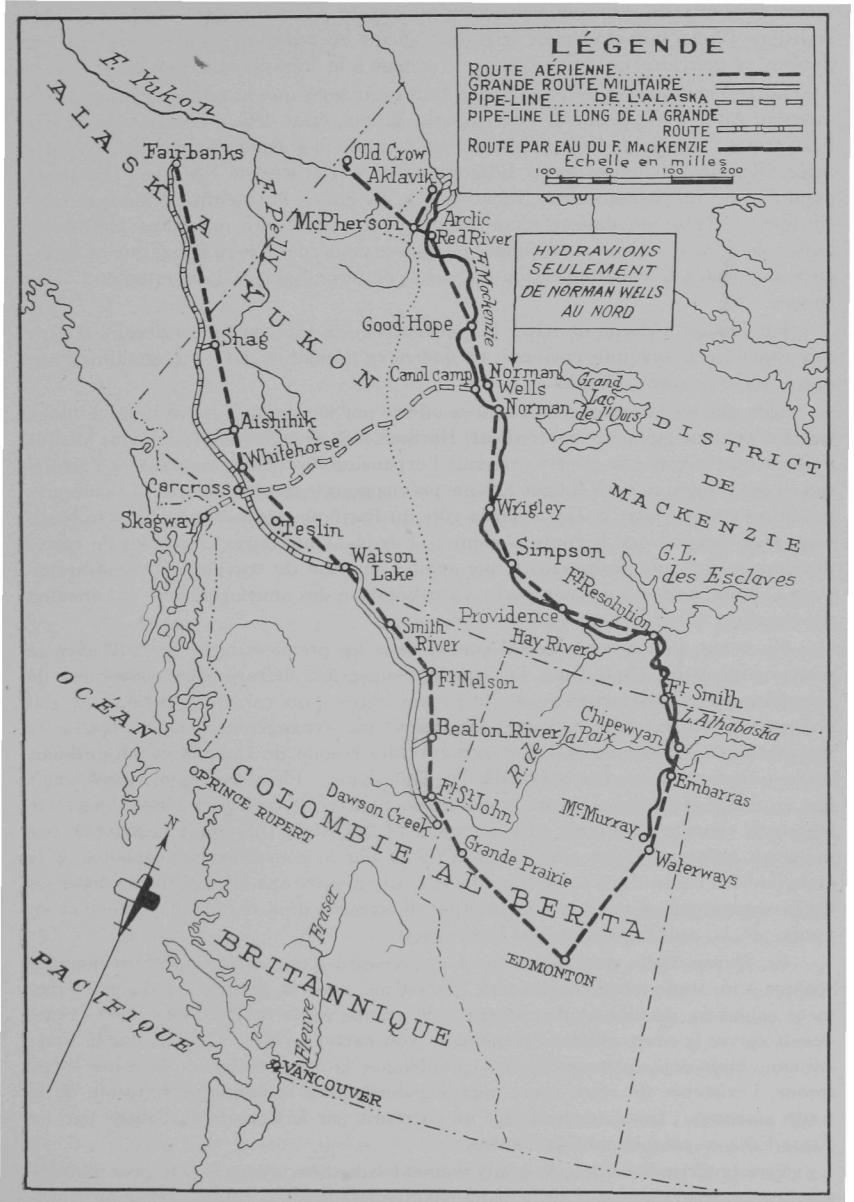 LÉGENDE
ROUTE AÉRIENNE
GRANDE ROUTE MILITAIRE
PIPE-LINE DE L'ALASKA
PIPE-LINE LE LONG DE LA GRANDE
ROUTE
ROUTE PAR EAU DU F. MACKENZIE
Echelle en milles
100 0 100 200
F. Yukon
ALASKA
Fairbanks
Old Crow
Aklavik
F. Pelly
McPherson
Arclic
Red River
HYDRAVIONS
SEULEMENT
DE NORMAN WELLS
AU NORD
F. Mackenzie
YUKON
Good Hope
Shag
Canol camp
Norman
Wells
Norman
Grand
Lac
de l'Ours
DISTRICT
DE
MACKENZIE
Aishihik
Whitehorse
Carcross
Skagway
Teslin
Wrigley
Simpson
G.L.
des Esclaves
Watson
Lake
Ft Resolution
Providence
Hay River
Smith
River
Ft Nelson
Ft Smith
L. Athabaska
Chipewyan
R. de la Paix
Beaton River
Embarras
OCÉAN
PACIFIQUE
PRINCE RUPERT
COLOMBIE
BRITANNIQUE
Dawson Creek
Ft St John
McMurray
Waterways
Grande Prairie
ALBERTA
EDMONTON
N
Fleuve Fraser
VANCOUVER